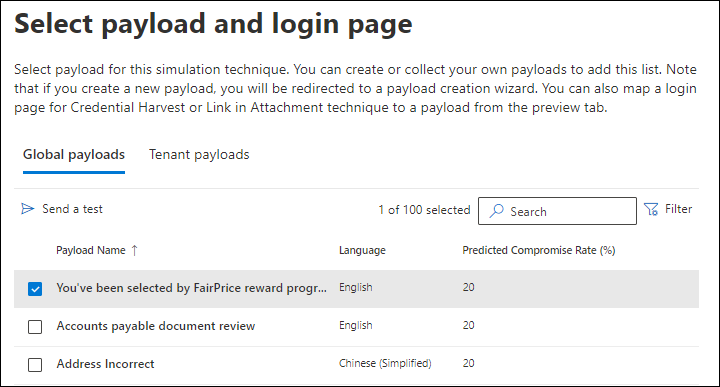 Select payload and login page
Select payload for this simulation technique. You can create or collect your own payloads to add this list. Note
that if you create a new payload, you will be redirected to a payload creation wizard. You can also map a login
page for Credential Harvest or Link in Attachment technique to a payload from the preview tab.
Global payloads Tenant payloads
Send a test 1 of 100 selected Search Filter
Payload Name ↑ Language Predicted Compromise Rate (%)
You've been selected by FairPrice reward progr... English 20
Accounts payable document review English 20
Address Incorrect Chinese (Simplified) 20